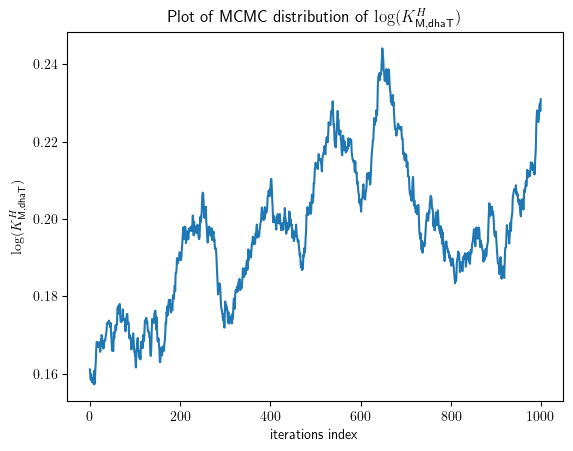 Plot of MCMC distribution of log(K^H_M,dhaT)
log(K^H_M,dhaT)
0.24
0.22
0.20
0.18
0.16
0 200 400 600 800 1000
iterations index